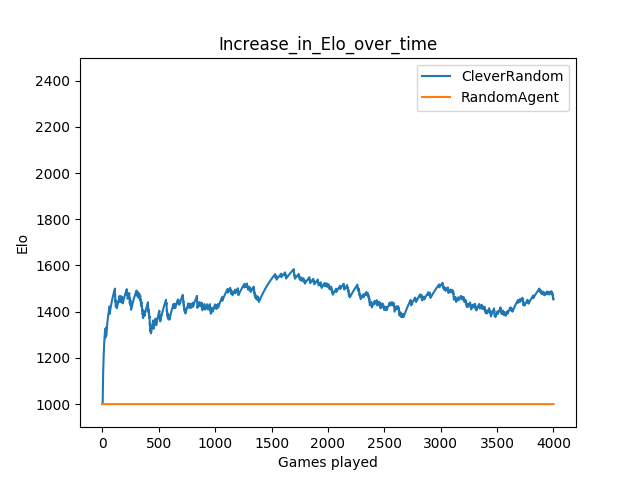 Increase_in_Elo_over_time
CleverRandom
RandomAgent
2400
2200
2000
1800
1600
1400
1200
1000
Elo
0 500 1000 1500 2000 2500 3000 3500 4000
Games played